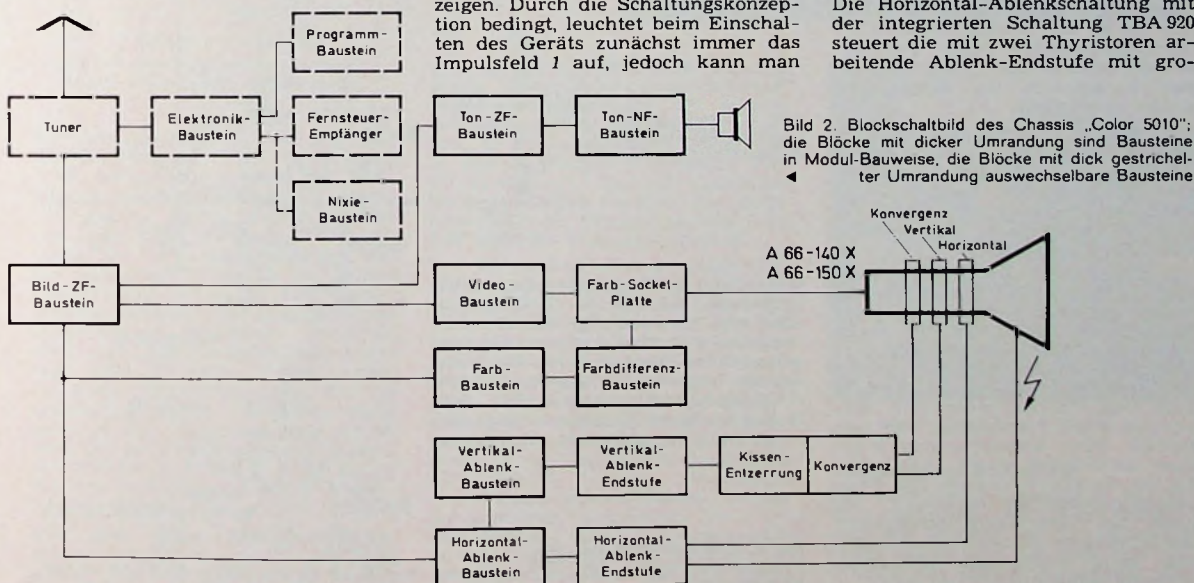 zeigen. Durch die Schaltungskonzep-
tion bedingt, leuchtet beim Einschal-
ten des Geräts zunächst immer das
Impulsfeld 1 auf, jedoch kann man
Die Horizontal-Ablenkschaltung mit
der integrierten Schaltung TBA 920
steuert die mit zwei Thyristoren ar-
beitende Ablenk-Endstufe mit gro-
Programm-
Baustein
Tuner
Elektronik-
Baustein
Fernsteuer-
Empfänger
Nixie-
Baustein
Ton-ZF-
Baustein
Ton-NF-
Baustein
Bild 2. Blockschaltbild des Chassis „Color 5010";
die Blöcke mit dicker Umrandung sind Bausteine
in Modul-Bauweise, die Blöcke mit dick gestrichel-
◄ ter Umrandung auswechselbare Bausteine
Konvergenz
Vertikal
Horizontal
A 66-140 X
A 66-150 X
Bild-ZF-
Baustein
Video-
Baustein
Farb-Sockel-
Platte
Farb-
Baustein
Farbdifferenz-
Baustein
Vertikal-
Ablenk-
Baustein
Vertikal-
Ablenk-
Endstufe
Kissen-
Entzerrung
Konvergenz
Horizontal-
Ablenk-
Baustein
Horizontal-
Ablenk-
Endstufe